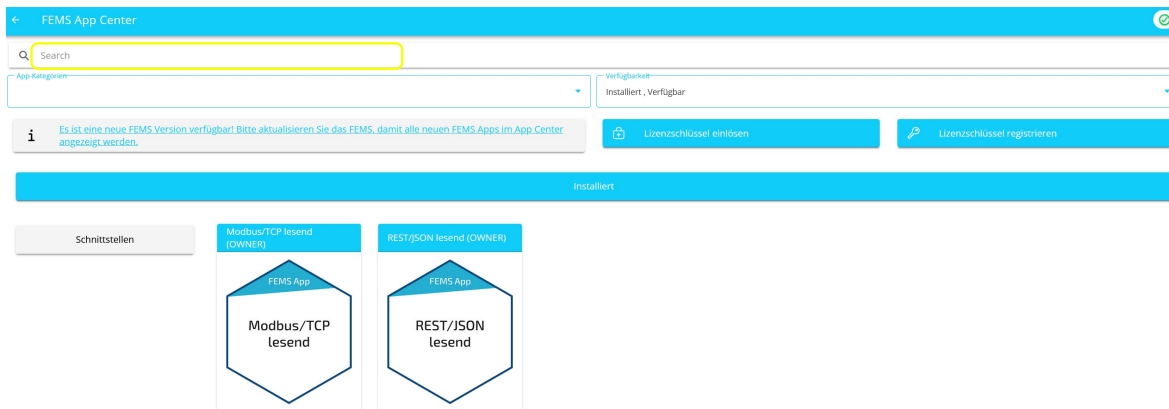 FEMS App Center
Search
App-Kategorien
Verfügbarkeit
Installiert , Verfügbar
i Es ist eine neue FEMS Version verfügbar! Bitte aktualisieren Sie das FEMS, damit alle neuen FEMS Apps im App Center
angezeigt werden.
Lizenzschlüssel einlösen
Lizenzschlüssel registrieren
Installiert
Schnittstellen
Modbus/TCP lesend
(OWNER)
FEMS App
Modbus/TCP
lesend
REST/JSON lesend (OWNER)
FEMS App
REST/JSON
lesend